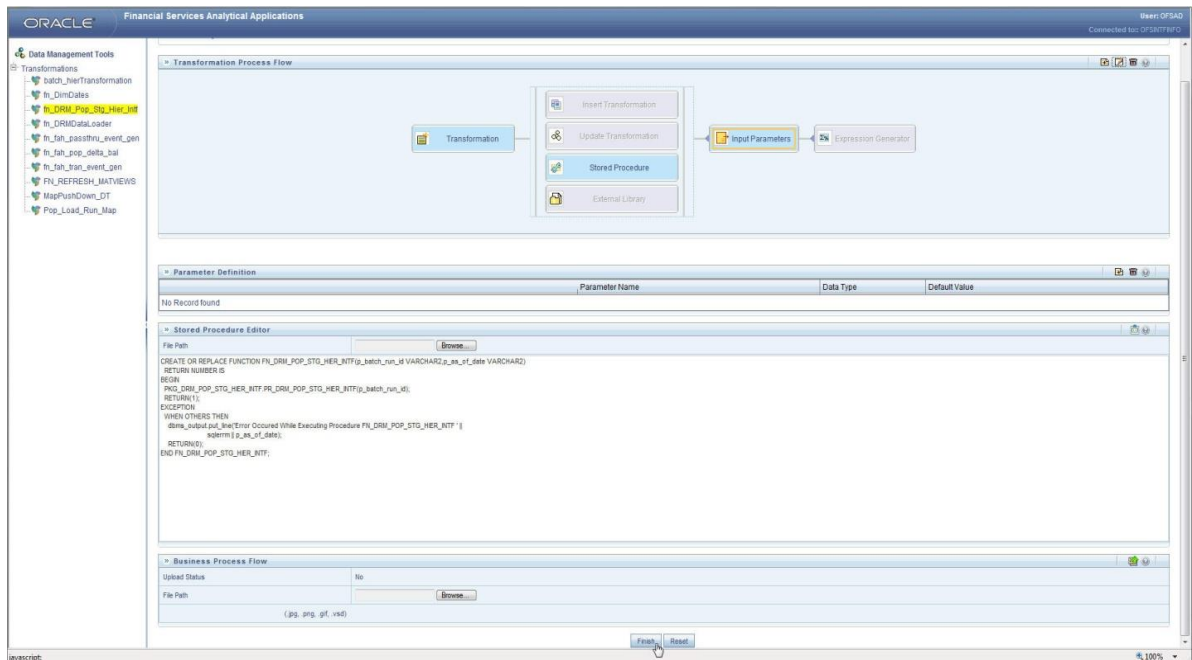 ORACLE
Financial Services Analytical Applications
User: OFSAD
Connected to: OFSINTFINFO
Data Management Tools
Transformations
batch_hierTransformation
fn_DimDates
fn_DRM_Pop_Stg_Hier_Intf
fn_DRMDataLoader
fn_fah_passthru_event_gen
fn_fah_pop_delta_bal
fn_fah_tran_event_gen
FN_REFRESH_MATVIEWS
MapPushDown_DT
Pop_Load_Run_Map
» Transformation Process Flow
Transformation
Insert Transformation
Update Transformation
Stored Procedure
External Library
Input Parameters
Expression Generator
» Parameter Definition
Parameter Name Data Type Default Value
No Record found
» Stored Procedure Editor
File Path Browse...
CREATE OR REPLACE FUNCTION FN_DRM_POP_STG_HIER_INTF(p_batch_run_id VARCHAR2,p_as_of_date VARCHAR2)
RETURN NUMBER IS
BEGIN
PKG_DRM_POP_STG_HIER_INTF.PR_DRM_POP_STG_HIER_INTF(p_batch_run_id);
RETURN(1);
EXCEPTION
WHEN OTHERS THEN
dbms_output.put_line('Error Occured While Executing Procedure FN_DRM_POP_STG_HIER_INTF ' ||
sqlerrm || p_as_of_date);
RETURN(0);
END FN_DRM_POP_STG_HIER_INTF;
» Business Process Flow
Upload Status No
File Path Browse...
(.jpg, .png, .gif, .vsd)
Finish Reset
javascript:
100%